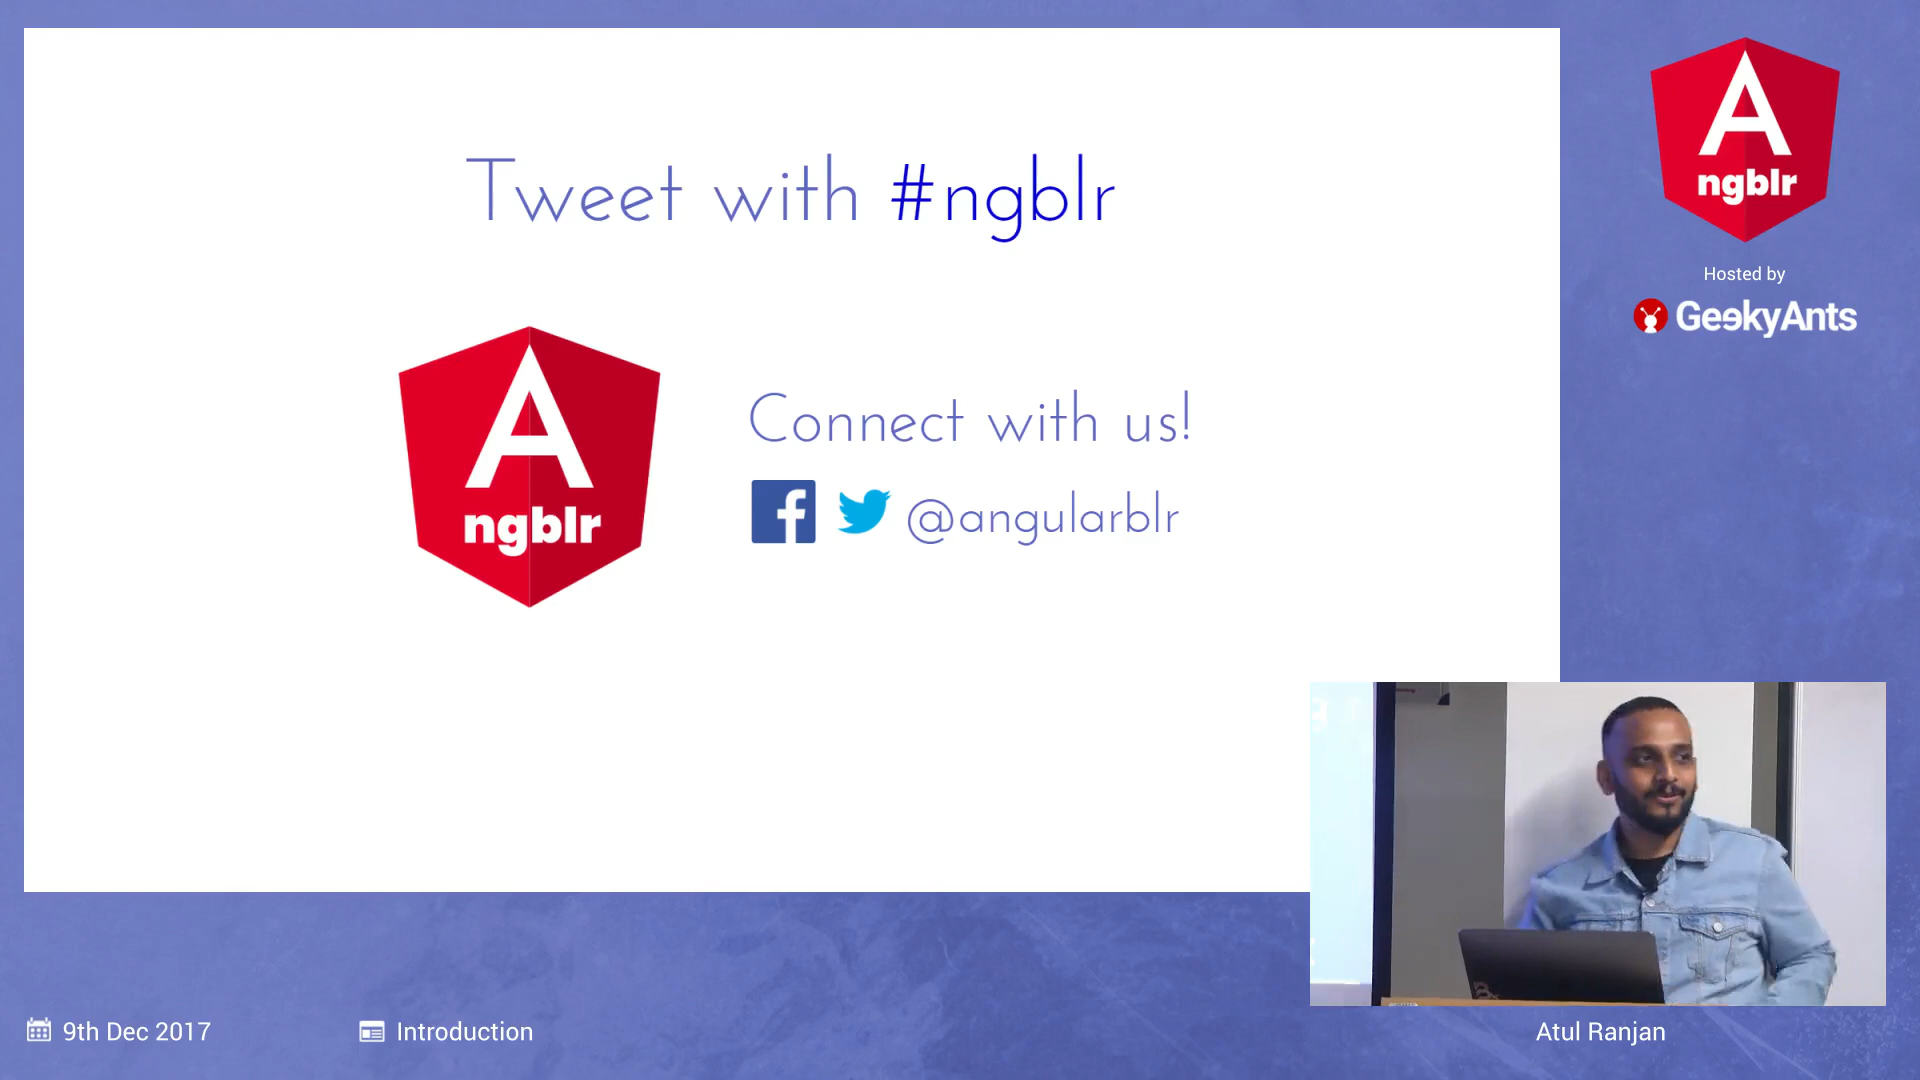 Tweet with #ngblr
A
ngblr
Connect with us!
@angularblr
A
ngblr
Hosted by
GeekyAnts
9th Dec 2017
Introduction
Atul Ranjan